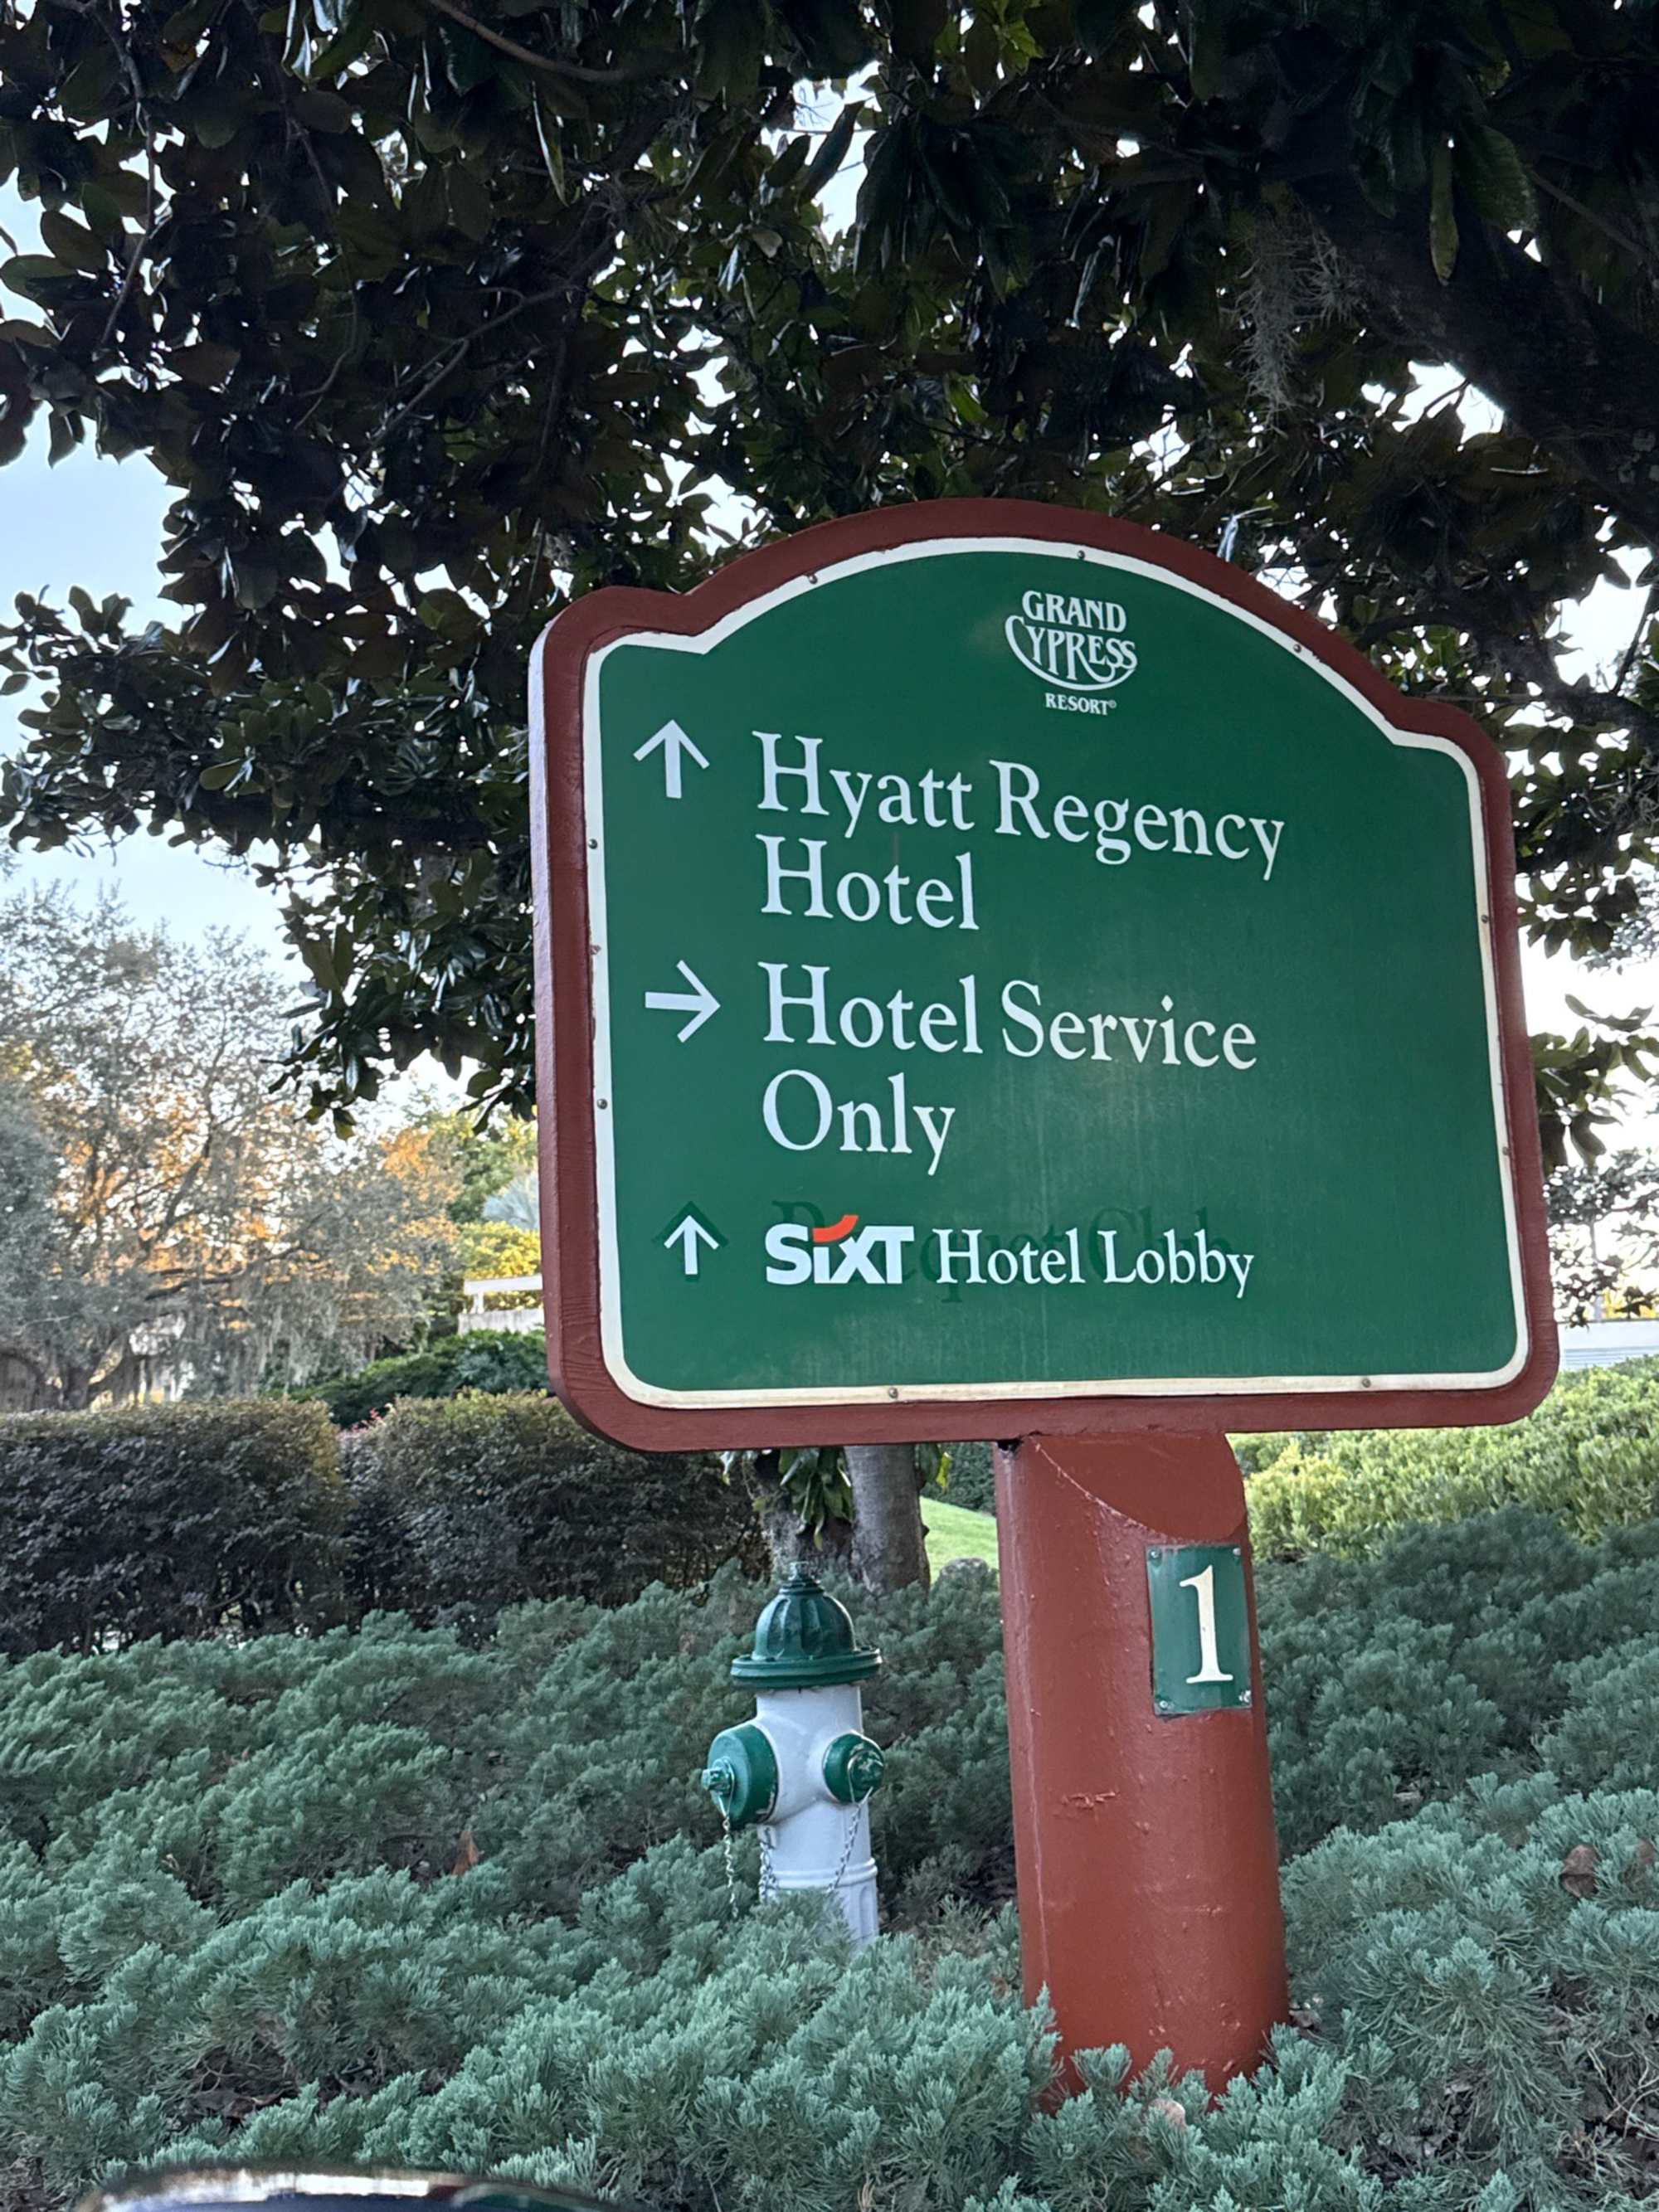 GRAND
CYPRESS
RESORT®
↑ Hyatt Regency
Hotel
→ Hotel Service
Only
↑ SIXT Hotel Lobby
1